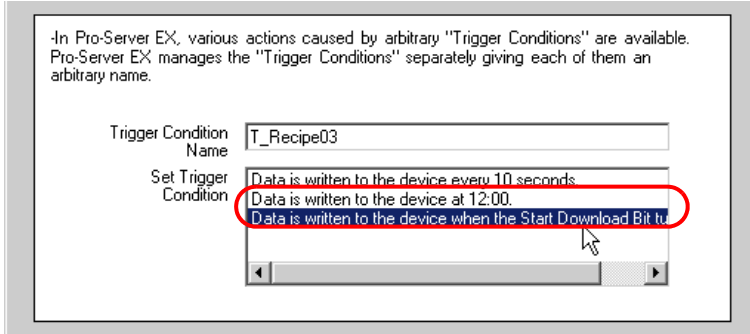 -In Pro-Server EX, various actions caused by arbitrary "Trigger Conditions" are available.
Pro-Server EX manages the "Trigger Conditions" separately giving each of them an
arbitrary name.
Trigger Condition Name T_Recipe03
Set Trigger Condition Data is written to the device every 10 seconds.
Data is written to the device at 12:00.
Data is written to the device when the Start Download Bit tu